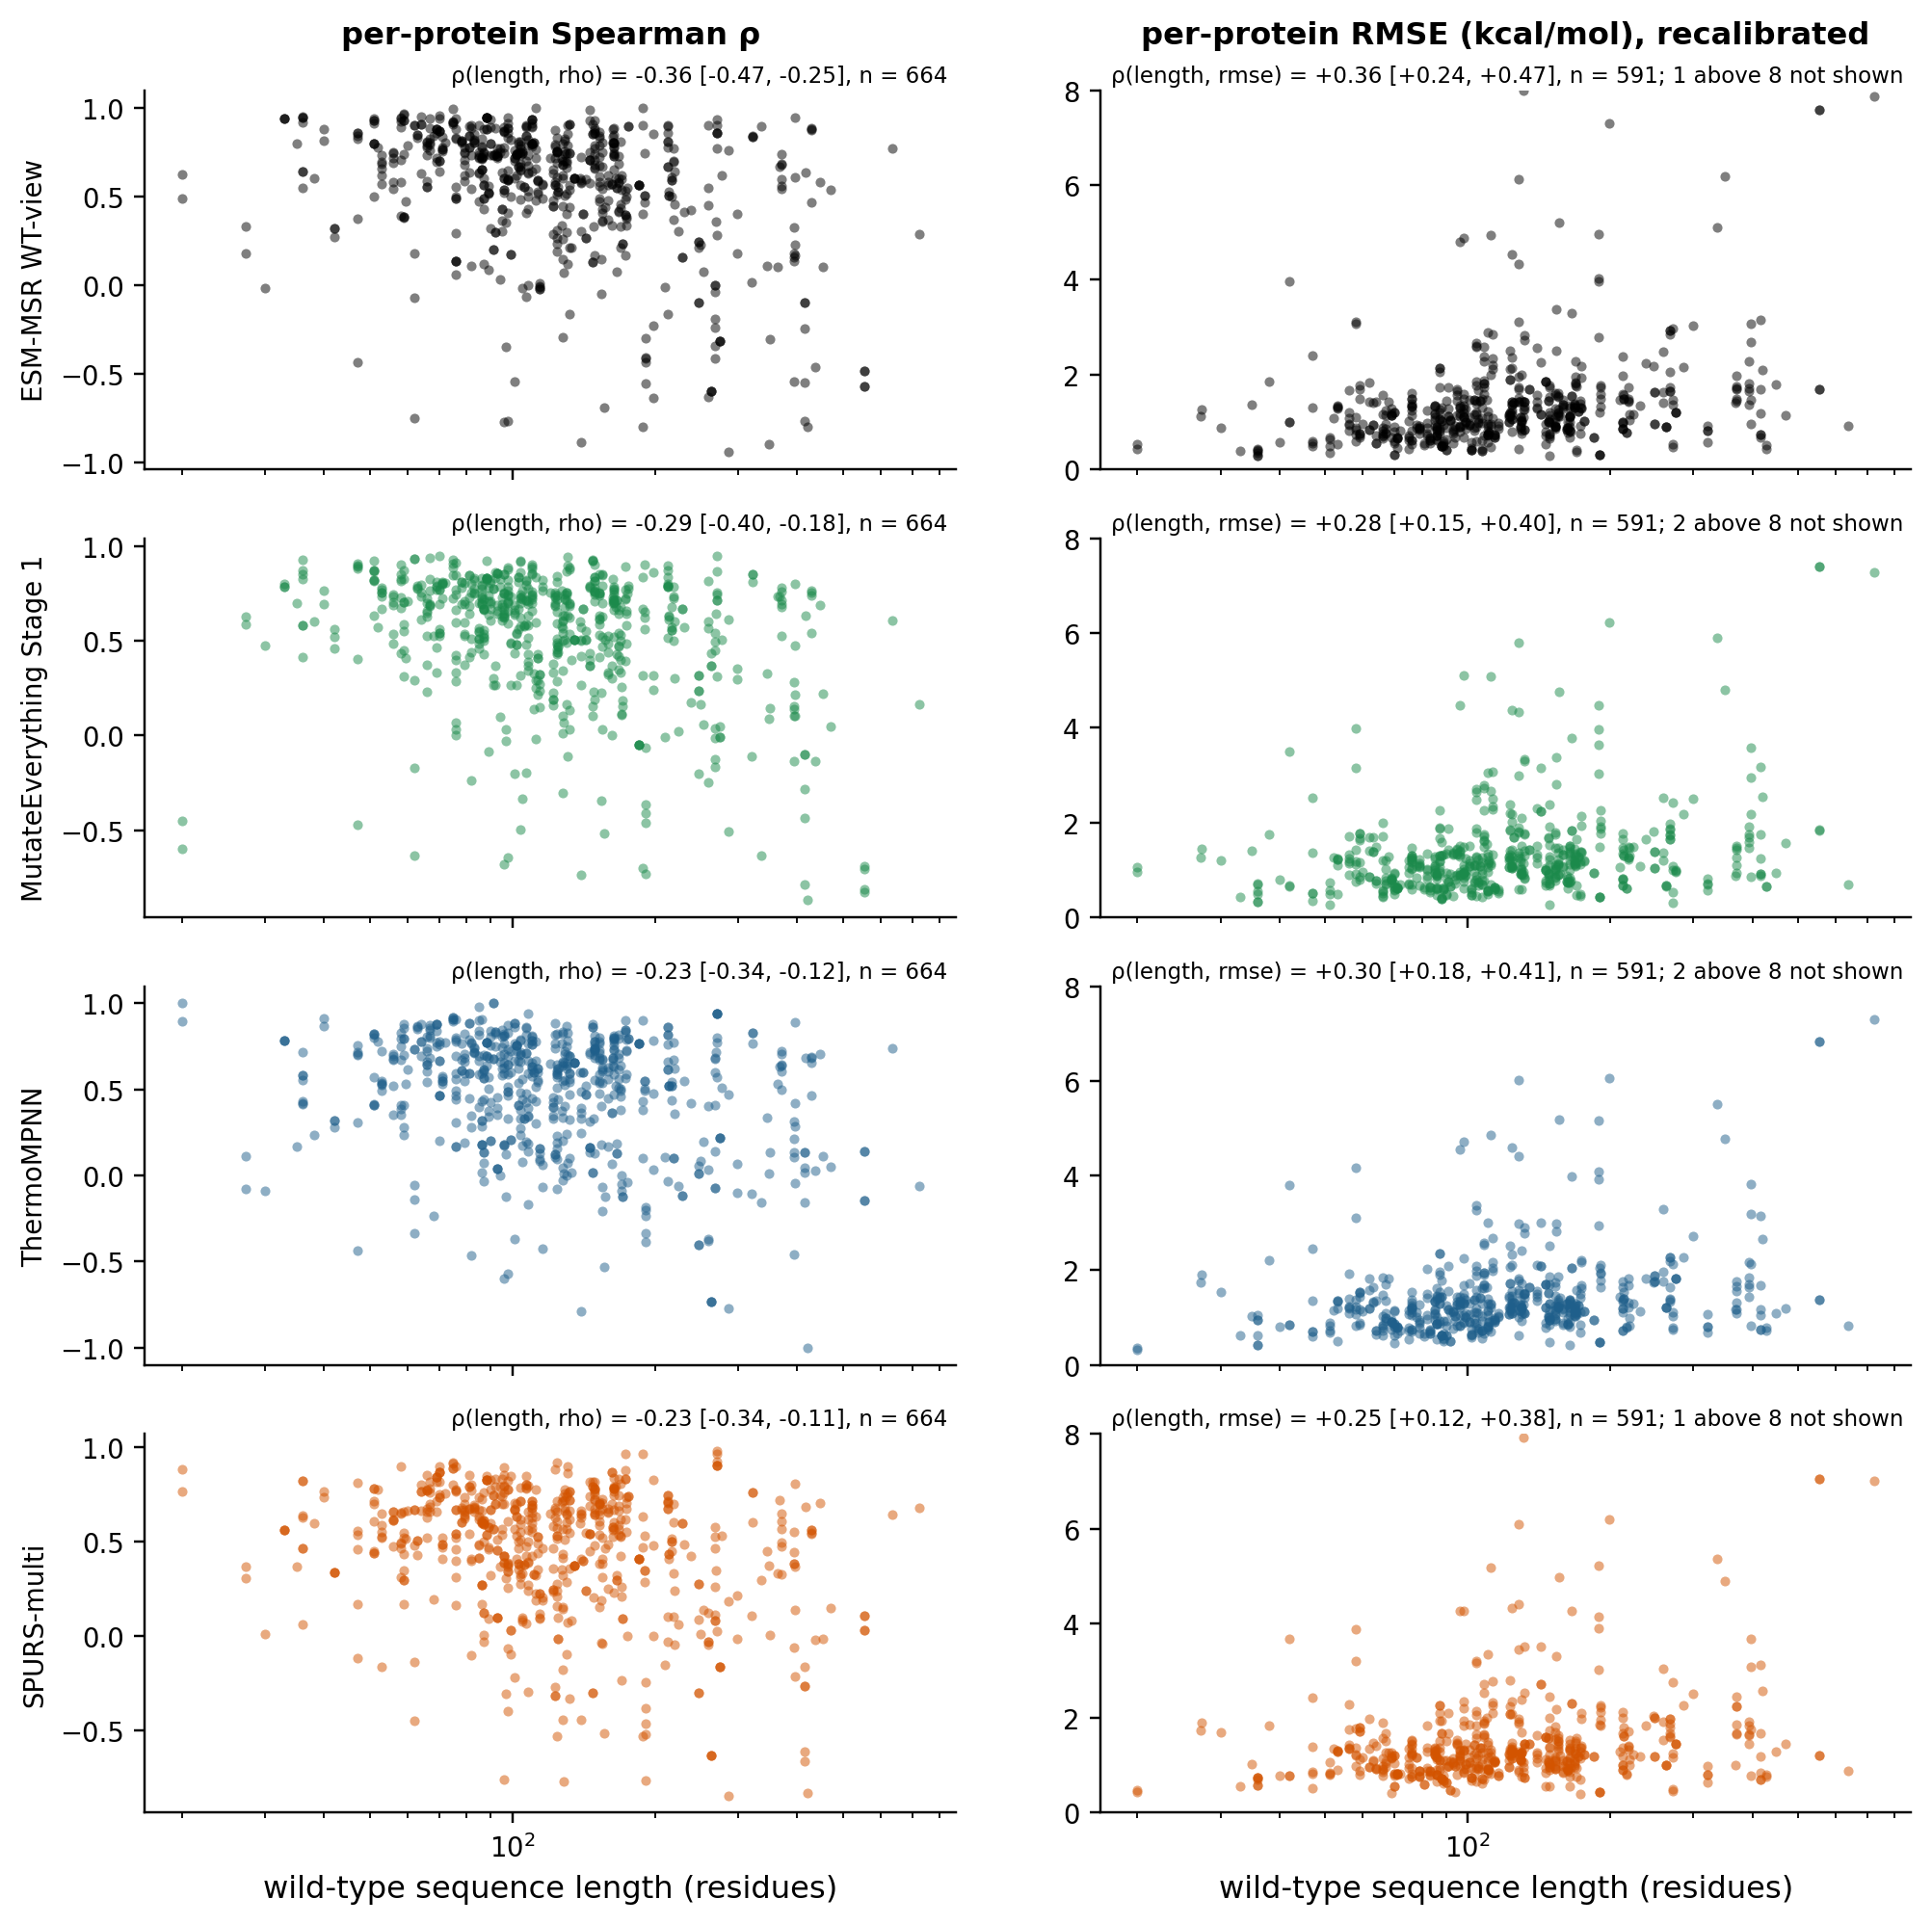 per-protein Spearman ρ
per-protein RMSE (kcal/mol), recalibrated
ρ(length, rho) = -0.36 [-0.47, -0.25], n = 664
ρ(length, rmse) = +0.36 [+0.24, +0.47], n = 591; 1 above 8 not shown
ESM-MSR WT-view
1.0
0.5
0.0
−0.5
−1.0
8
6
4
2
0
ρ(length, rho) = -0.29 [-0.40, -0.18], n = 664
ρ(length, rmse) = +0.28 [+0.15, +0.40], n = 591; 2 above 8 not shown
MutateEverything Stage 1
1.0
0.5
0.0
−0.5
8
6
4
2
0
ρ(length, rho) = -0.23 [-0.34, -0.12], n = 664
ρ(length, rmse) = +0.30 [+0.18, +0.41], n = 591; 2 above 8 not shown
ThermoMPNN
1.0
0.5
0.0
−0.5
−1.0
8
6
4
2
0
ρ(length, rho) = -0.23 [-0.34, -0.11], n = 664
ρ(length, rmse) = +0.25 [+0.12, +0.38], n = 591; 1 above 8 not shown
SPURS-multi
1.0
0.5
0.0
−0.5
8
6
4
2
0
10²
10²
wild-type sequence length (residues)
wild-type sequence length (residues)